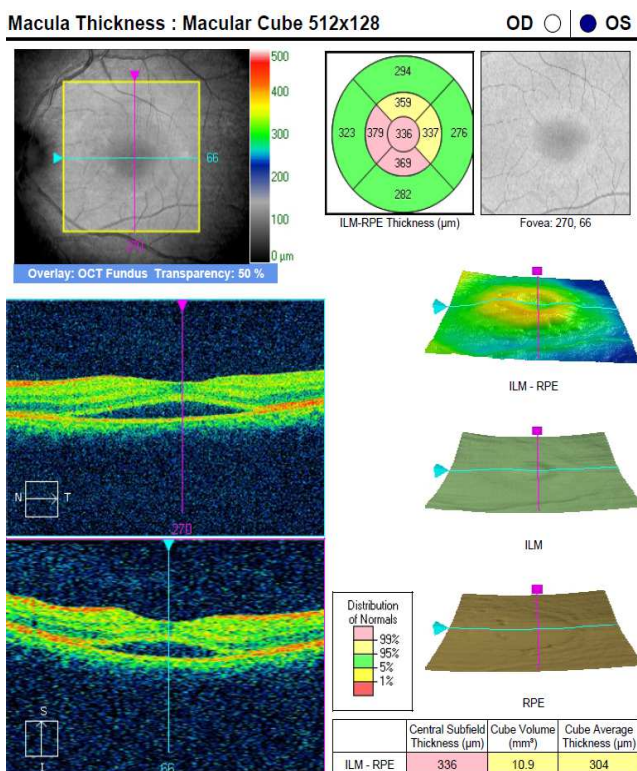 Macula Thickness : Macular Cube 512x128 OD OS
500
400
300
200
100
0 µm
66
Overlay: OCT Fundus Transparency: 50 %
294
359
323 379 336 337 276
369
282
ILM-RPE Thickness (µm)
Fovea: 270, 66
N T
270
S
I
66
ILM - RPE
ILM
RPE
Distribution
of Normals
99%
95%
5%
1%
Central Subfield Thickness (µm) Cube Volume (mm³) Cube Average Thickness (µm)
ILM - RPE 336 10.9 304